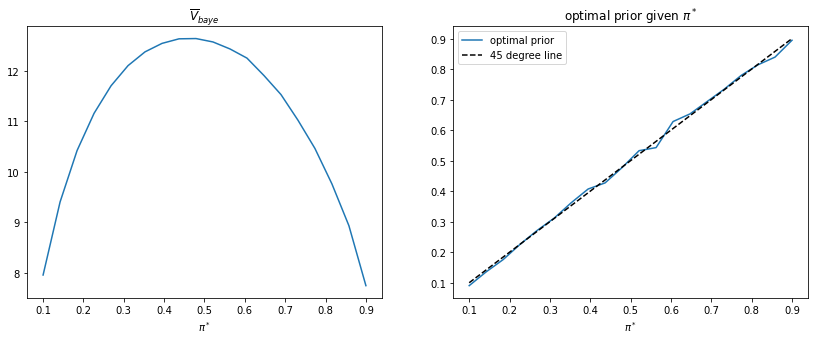 $\overline{V}_{baye}$
12
11
10
9
8
0.1 0.2 0.3 0.4 0.5 0.6 0.7 0.8 0.9
π*
optimal prior given π*
optimal prior
45 degree line
0.9
0.8
0.7
0.6
0.5
0.4
0.3
0.2
0.1
0.1 0.2 0.3 0.4 0.5 0.6 0.7 0.8 0.9
π*